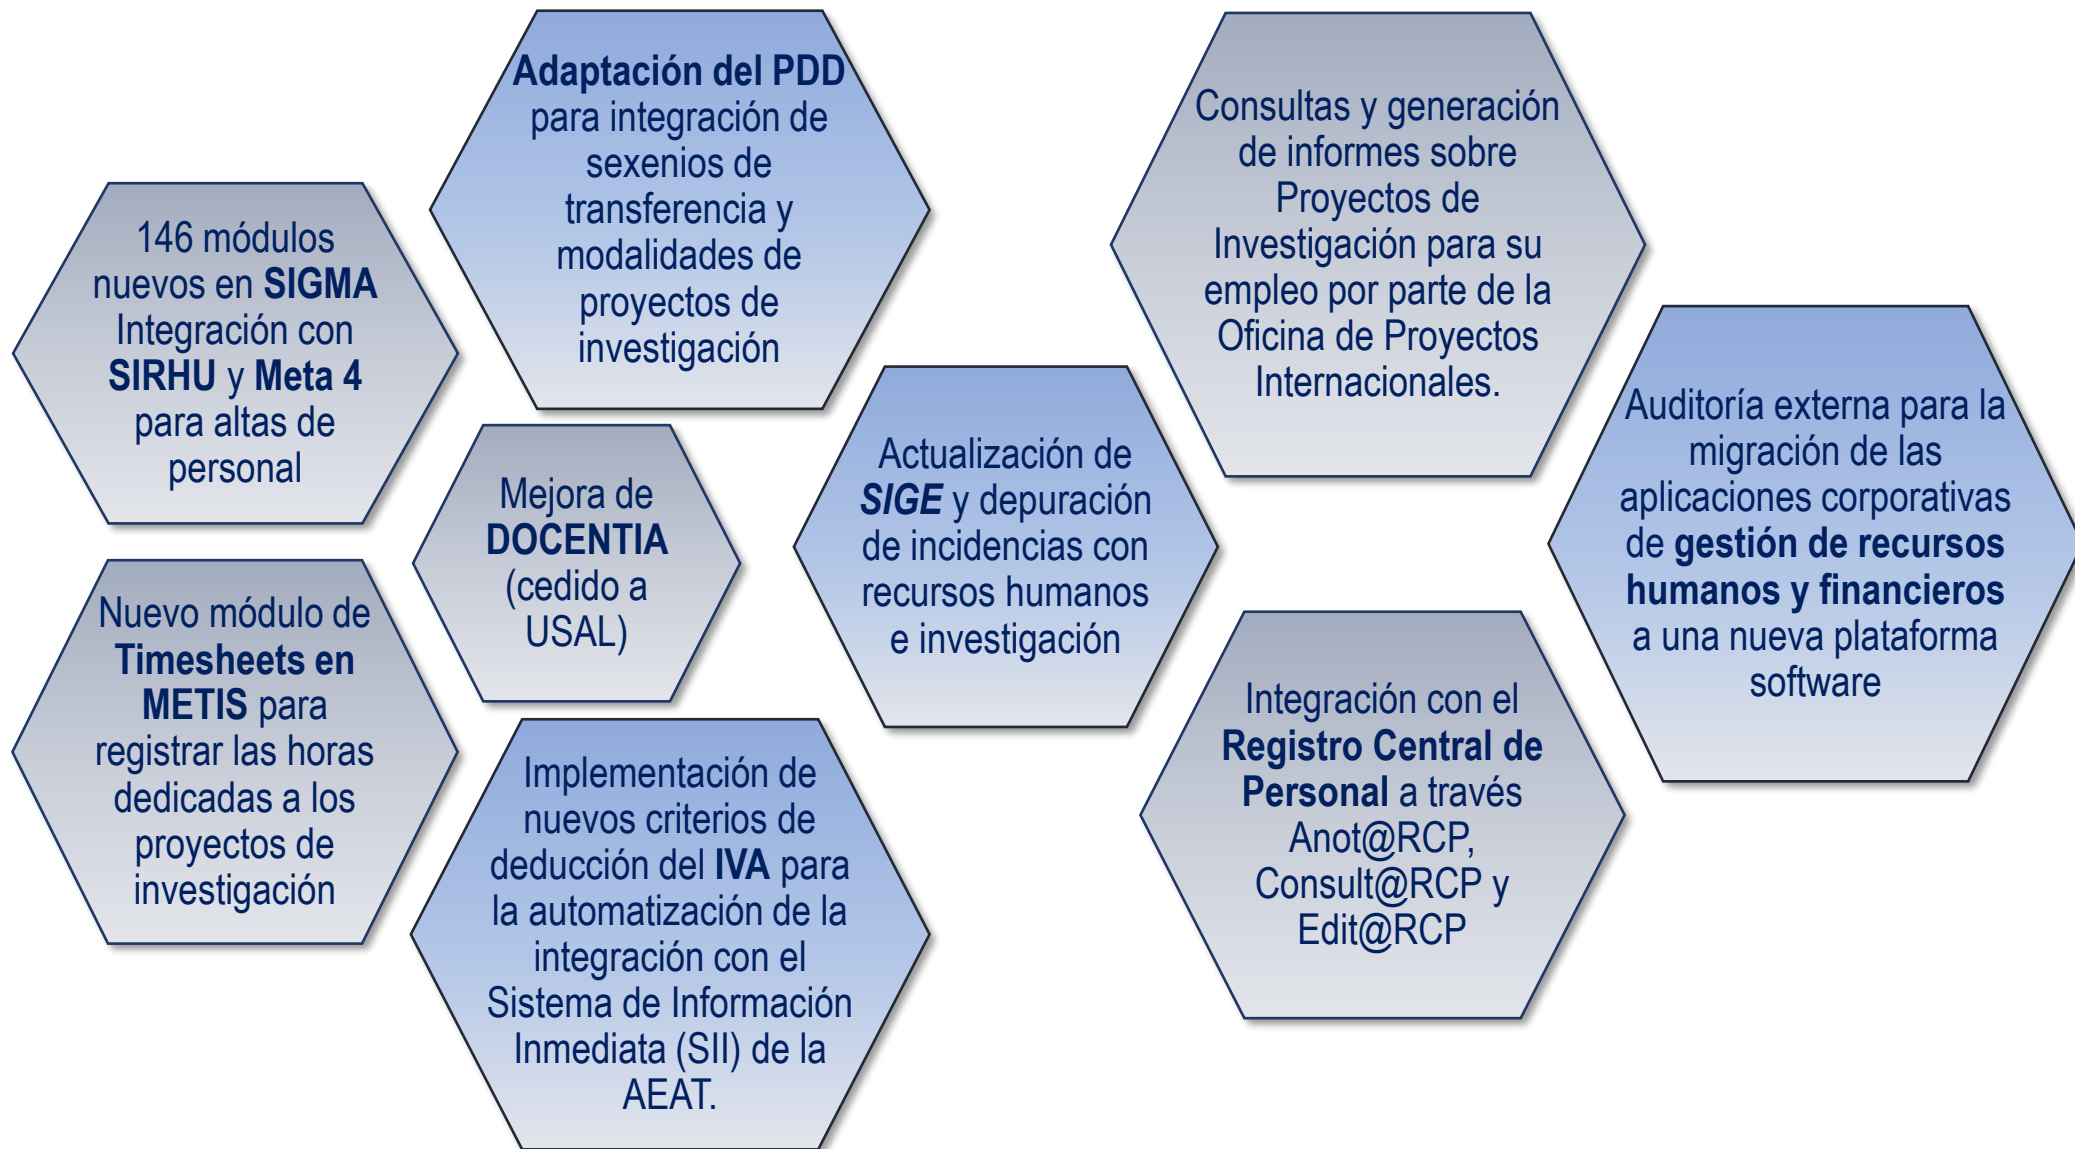 146 módulos
nuevos en SIGMA
Integración con
SIRHU y Meta 4
para altas de
personal
Adaptación del PDD
para integración de
sexenios de
transferencia y
modalidades de
proyectos de
investigación
Consultas y generación
de informes sobre
Proyectos de
Investigación para su
empleo por parte de la
Oficina de Proyectos
Internacionales.
Mejora de
DOCENTIA
(cedido a
USAL)
Actualización de
SIGE y depuración
de incidencias con
recursos humanos
e investigación
Auditoría externa para la
migración de las
aplicaciones corporativas
de gestión de recursos
humanos y financieros
a una nueva plataforma
software
Nuevo módulo de
Timesheets en
METIS para
registrar las horas
dedicadas a los
proyectos de
investigación
Implementación de
nuevos criterios de
deducción del IVA para
la automatización de la
integración con el
Sistema de Información
Inmediata (SII) de la
AEAT.
Integración con el
Registro Central de
Personal a través
Anot@RCP,
Consult@RCP y
Edit@RCP